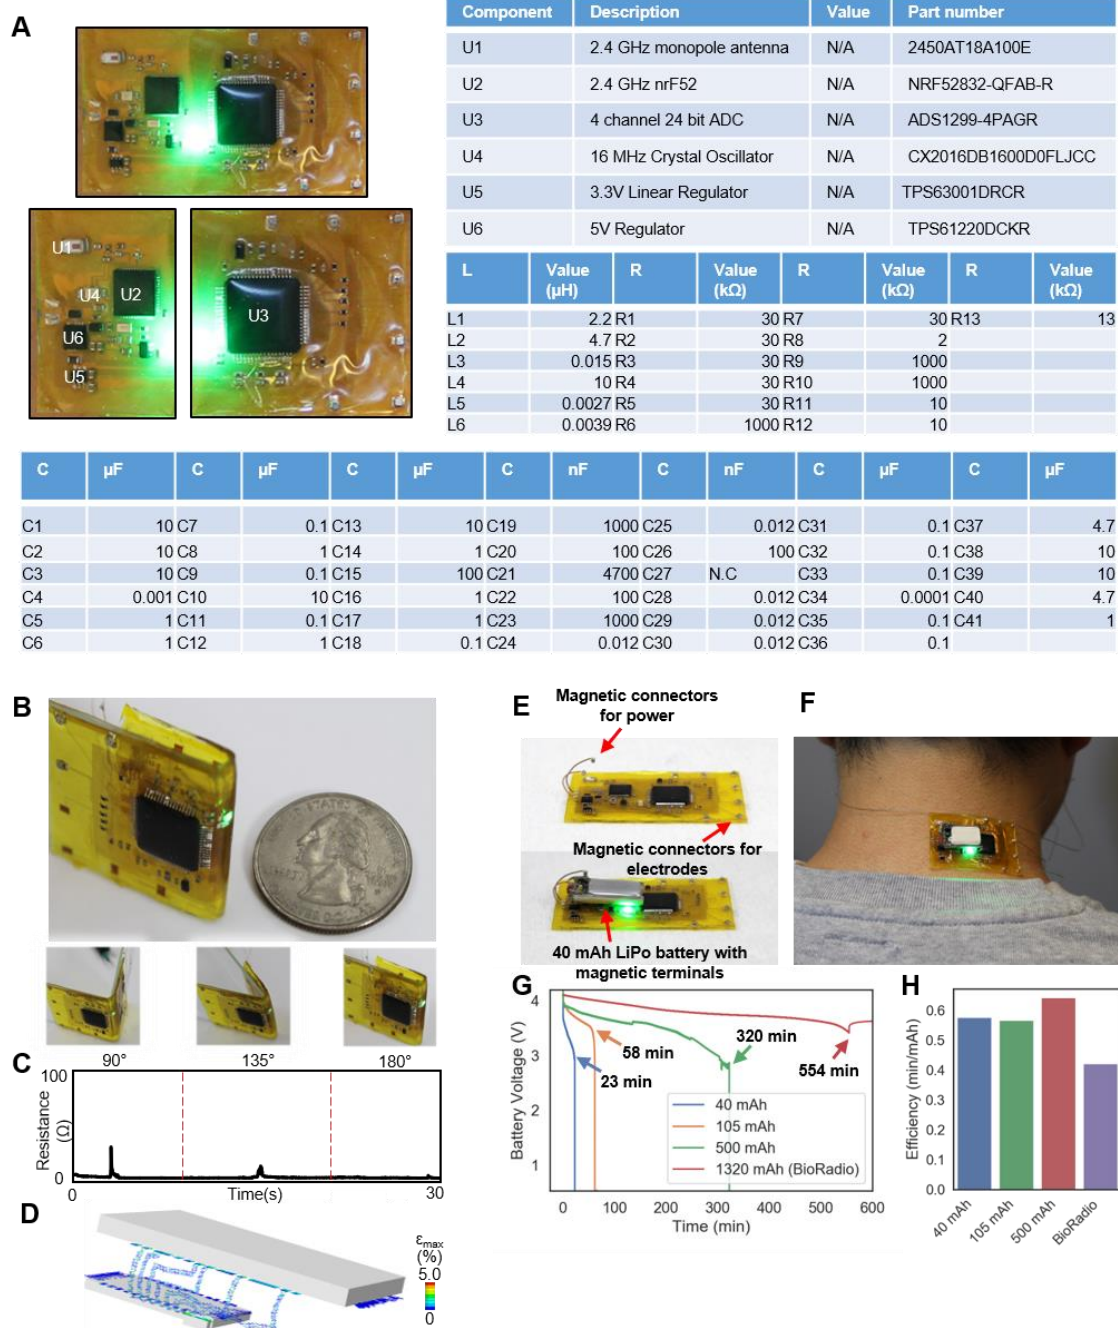 A
Component Description Value Part number
U1 2.4 GHz monopole antenna N/A 2450AT18A100E
U2 2.4 GHz nrF52 N/A NRF52832-QFAB-R
U3 4 channel 24 bit ADC N/A ADS1299-4PAGR
U4 16 MHz Crystal Oscillator N/A CX2016DB1600D0FLJCC
U5 3.3V Linear Regulator N/A TPS63001DRCR
U6 5V Regulator N/A TPS61220DCKR
U1
U4 U2
U6
U5
U3
L Value (µH) R Value (kΩ) R Value (kΩ) R Value (kΩ)
L1 2.2 R1 30 R7 30 R13 13
L2 4.7 R2 30 R8 2
L3 0.015 R3 30 R9 1000
L4 10 R4 30 R10 1000
L5 0.0027 R5 30 R11 10
L6 0.0039 R6 1000 R12 10
C µF C µF C µF C nF C nF C µF C µF
C1 10 C7 0.1 C13 10 C19 1000 C25 0.012 C31 0.1 C37 4.7
C2 10 C8 1 C14 1 C20 100 C26 100 C32 0.1 C38 10
C3 10 C9 0.1 C15 100 C21 4700 C27 N.C C33 0.1 C39 10
C4 0.001 C10 10 C16 1 C22 100 C28 0.012 C34 0.0001 C40 4.7
C5 1 C11 0.1 C17 1 C23 1000 C29 0.012 C35 0.1 C41 1
C6 1 C12 1 C18 0.1 C24 0.012 C30 0.012 C36 0.1
B
90° 135° 180°
C
Resistance (Ω)
100
0
0 Time(s) 30
D
εmax
(%)
5.0
0
E
Magnetic connectors
for power
Magnetic connectors for
electrodes
40 mAh LiPo battery with
magnetic terminals
F
G
Battery Voltage (V)
4
3
2
1
320 min
58 min
554 min
23 min
40 mAh
105 mAh
500 mAh
1320 mAh (BioRadio)
0 100 200 300 400 500 600
Time (min)
H
Efficiency (min/mAh)
0.6
0.5
0.4
0.3
0.2
0.1
0.0
40 mAh 105 mAh 500 mAh BioRadio